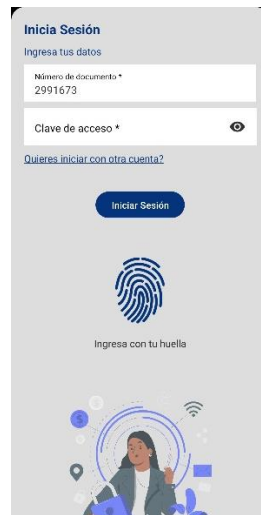 Inicia Sesión
Ingresa tus datos
Número de documento *
2991673
Clave de acceso *
Quieres iniciar con otra cuenta?
Iniciar Sesión
Ingresa con tu huella